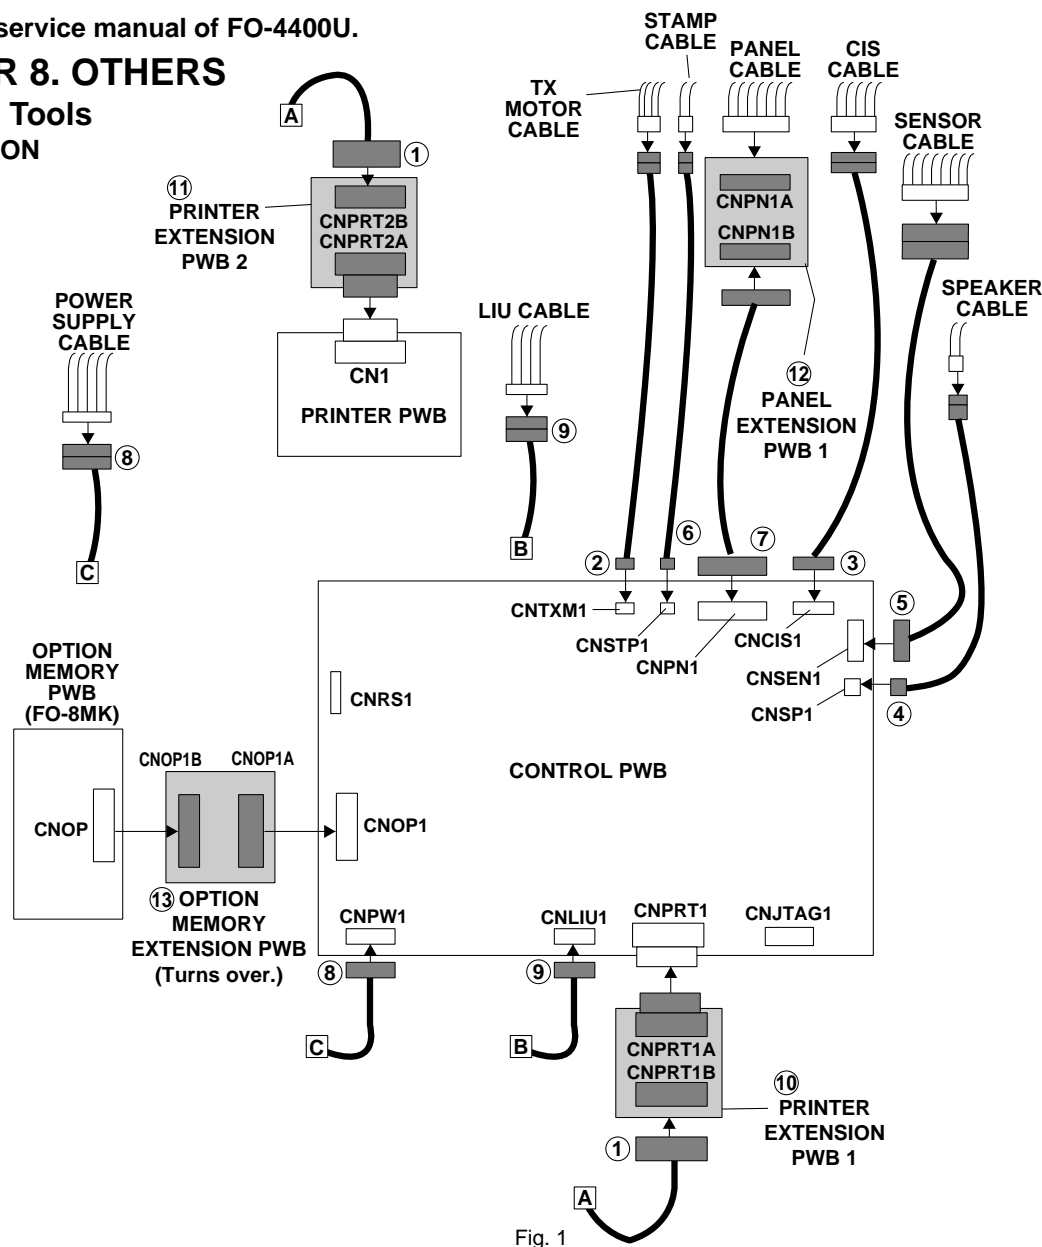 service manual of FO-4400U.
R 8. OTHERS
Tools
ON
A
1
11
PRINTER
EXTENSION
PWB 2
CNPRT2B
CNPRT2A
CN1
PRINTER PWB
POWER
SUPPLY
CABLE
8
C
LIU CABLE
9
B
TX
MOTOR
CABLE
STAMP
CABLE
PANEL
CABLE
CIS
CABLE
SENSOR
CABLE
SPEAKER
CABLE
CNPN1A
CNPN1B
12
PANEL
EXTENSION
PWB 1
2
6
7
3
5
4
CNTXM1
CNSTP1
CNPN1
CNCIS1
CNSEN1
CNSP1
OPTION
MEMORY
PWB
(FO-8MK)
CNOP
CNOP1B
CNOP1A
CNRS1
CONTROL PWB
CNOP1
13 OPTION
MEMORY
EXTENSION PWB
(Turns over.)
CNPW1
CNLIU1
CNPRT1
CNJTAG1
8
9
C
B
CNPRT1A
CNPRT1B
10
PRINTER
EXTENSION
PWB 1
1
A
Fig. 1